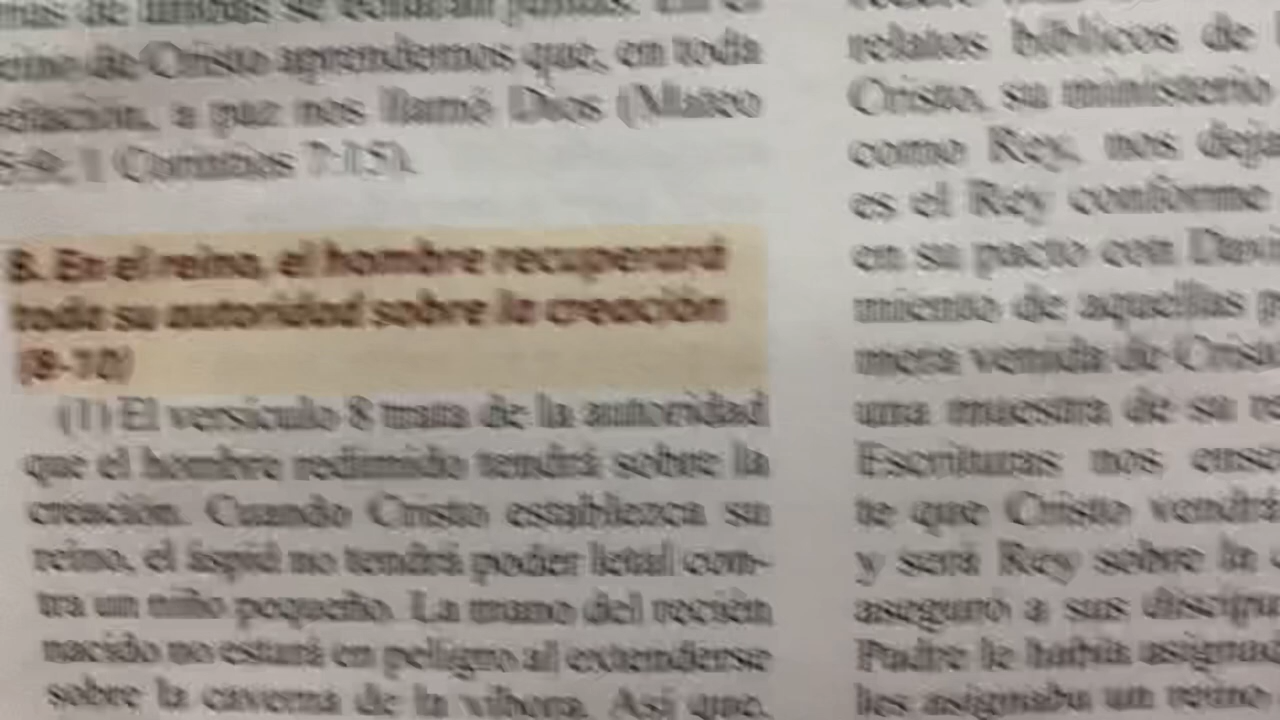 reino de Cristo aprendemos que, en toda
a paz nos llamó Dios (Mateo
1 Corintios 7:15).
B. En el reino, el hombre recuperará
toda su autoridad sobre la creación
(8-10)
(1) El versículo 8 trata de la autoridad
que el hombre redimido tendrá sobre la
creación. Cuando Cristo establezca su
reino, el áspid no tendrá poder letal con-
tra un niño pequeño. La mano del recién
nacido no estará en peligro al extenderse
sobre la caverna de la víbora. Así que,
relatos bíblicos de
Cristo, su ministerio
como Rey, nos
es el Rey conforme
en su pacto con
miento de aquellas
mera venida de
una muestra de su
Escrituras nos
te que Cristo vendrá
y será Rey sobre la
aseguró a sus
Padre le había
les asignaba un reino